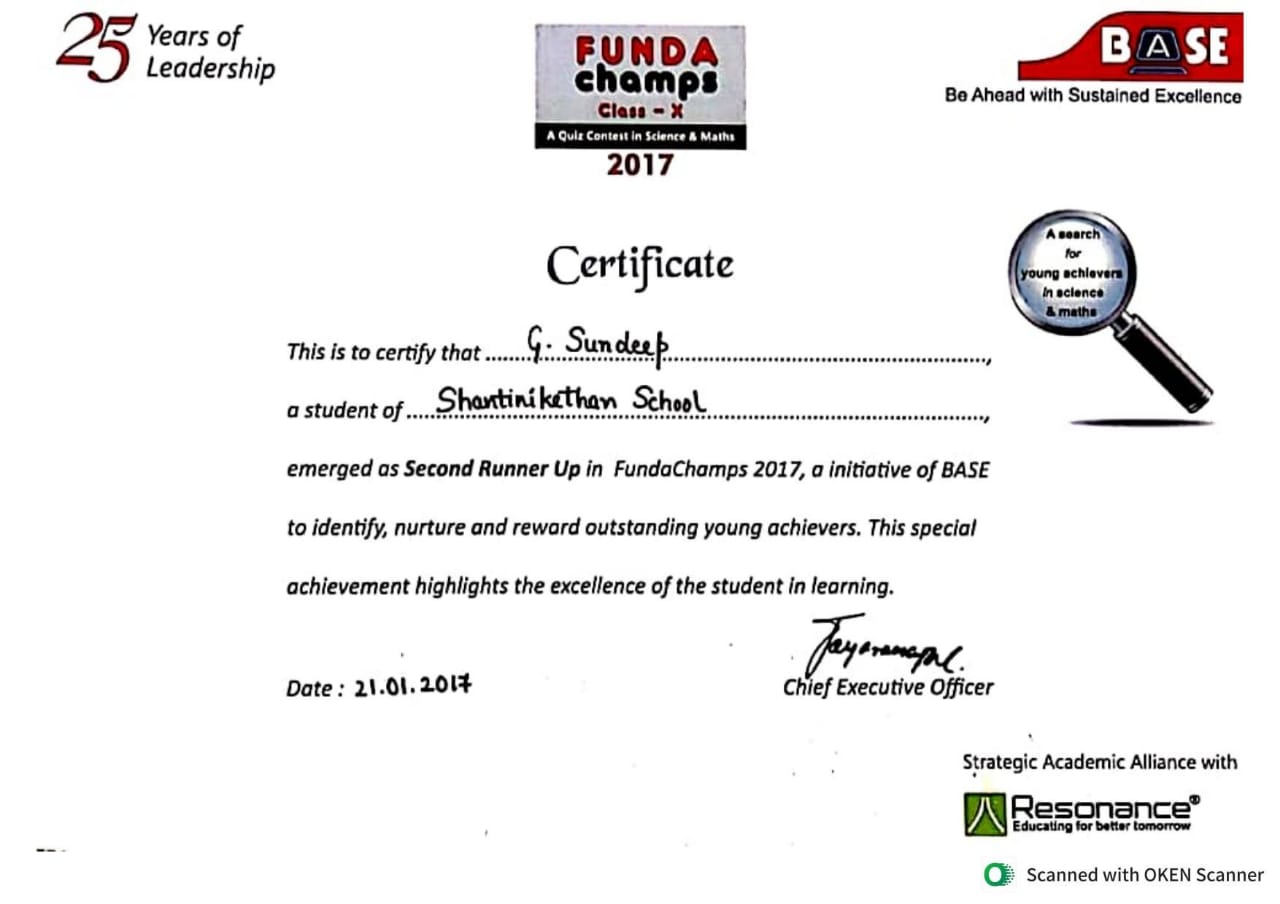 25 Years of
Leadership
FUNDA
champs
Class - X
A Quiz Contest in Science & Maths
2017
BASE
Be Ahead with Sustained Excellence
A search
for
young achievers
in science
& maths
Certificate
This is to certify that ........G. Sundeep........,
a student of .....Shantinikethan School........,
emerged as Second Runner Up in FundaChamps 2017, a initiative of BASE
to identify, nurture and reward outstanding young achievers. This special
achievement highlights the excellence of the student in learning.
Date : 21.01.2017
Chief Executive Officer
Strategic Academic Alliance with
Resonance®
Educating for better tomorrow
Scanned with OKEN Scanner